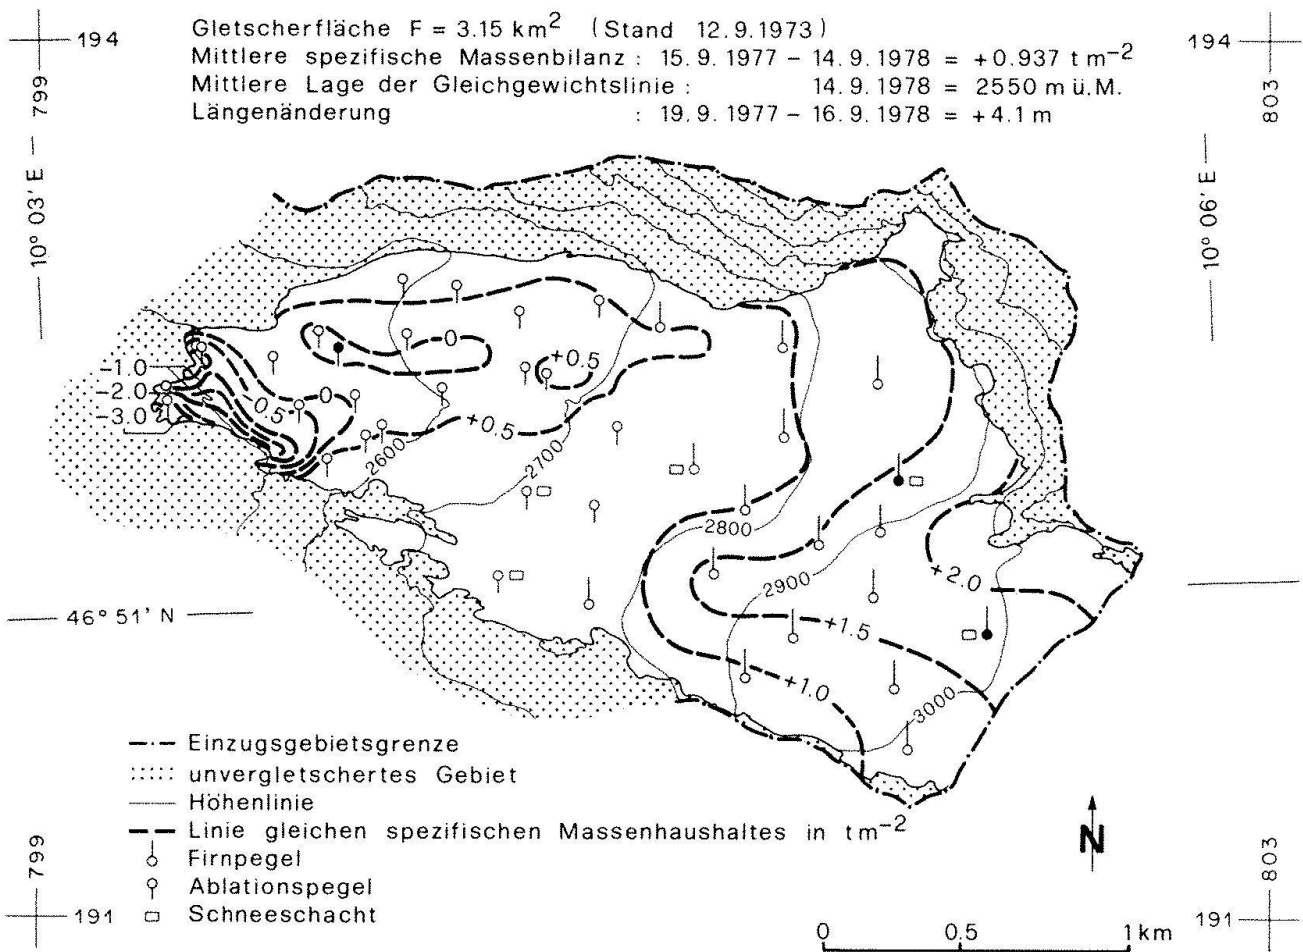 Gletscherfläche F = 3.15 km² (Stand 12.9.1973)
Mittlere spezifische Massenbilanz : 15.9.1977 – 14.9.1978 = +0.937 t m⁻²
Mittlere Lage der Gleichgewichtslinie : 14.9.1978 = 2550 m ü.M.
Längenänderung : 19.9.1977 – 16.9.1978 = +4.1 m
194
194
799
803
10° 03' E
10° 06' E
0
+0.5
-1.0
-2.0
-3.0
-0.5
0
+0.5
2600
2700
2800
2900
+2.0
+1.5
+1.0
3000
46° 51' N
Einzugsgebietsgrenze
unvergletschertes Gebiet
Höhenlinie
Linie gleichen spezifischen Massenhaushaltes in t m⁻²
Firnpegel
Ablationspegel
Schneeschacht
N
799
803
191
191
0 0.5 1 km